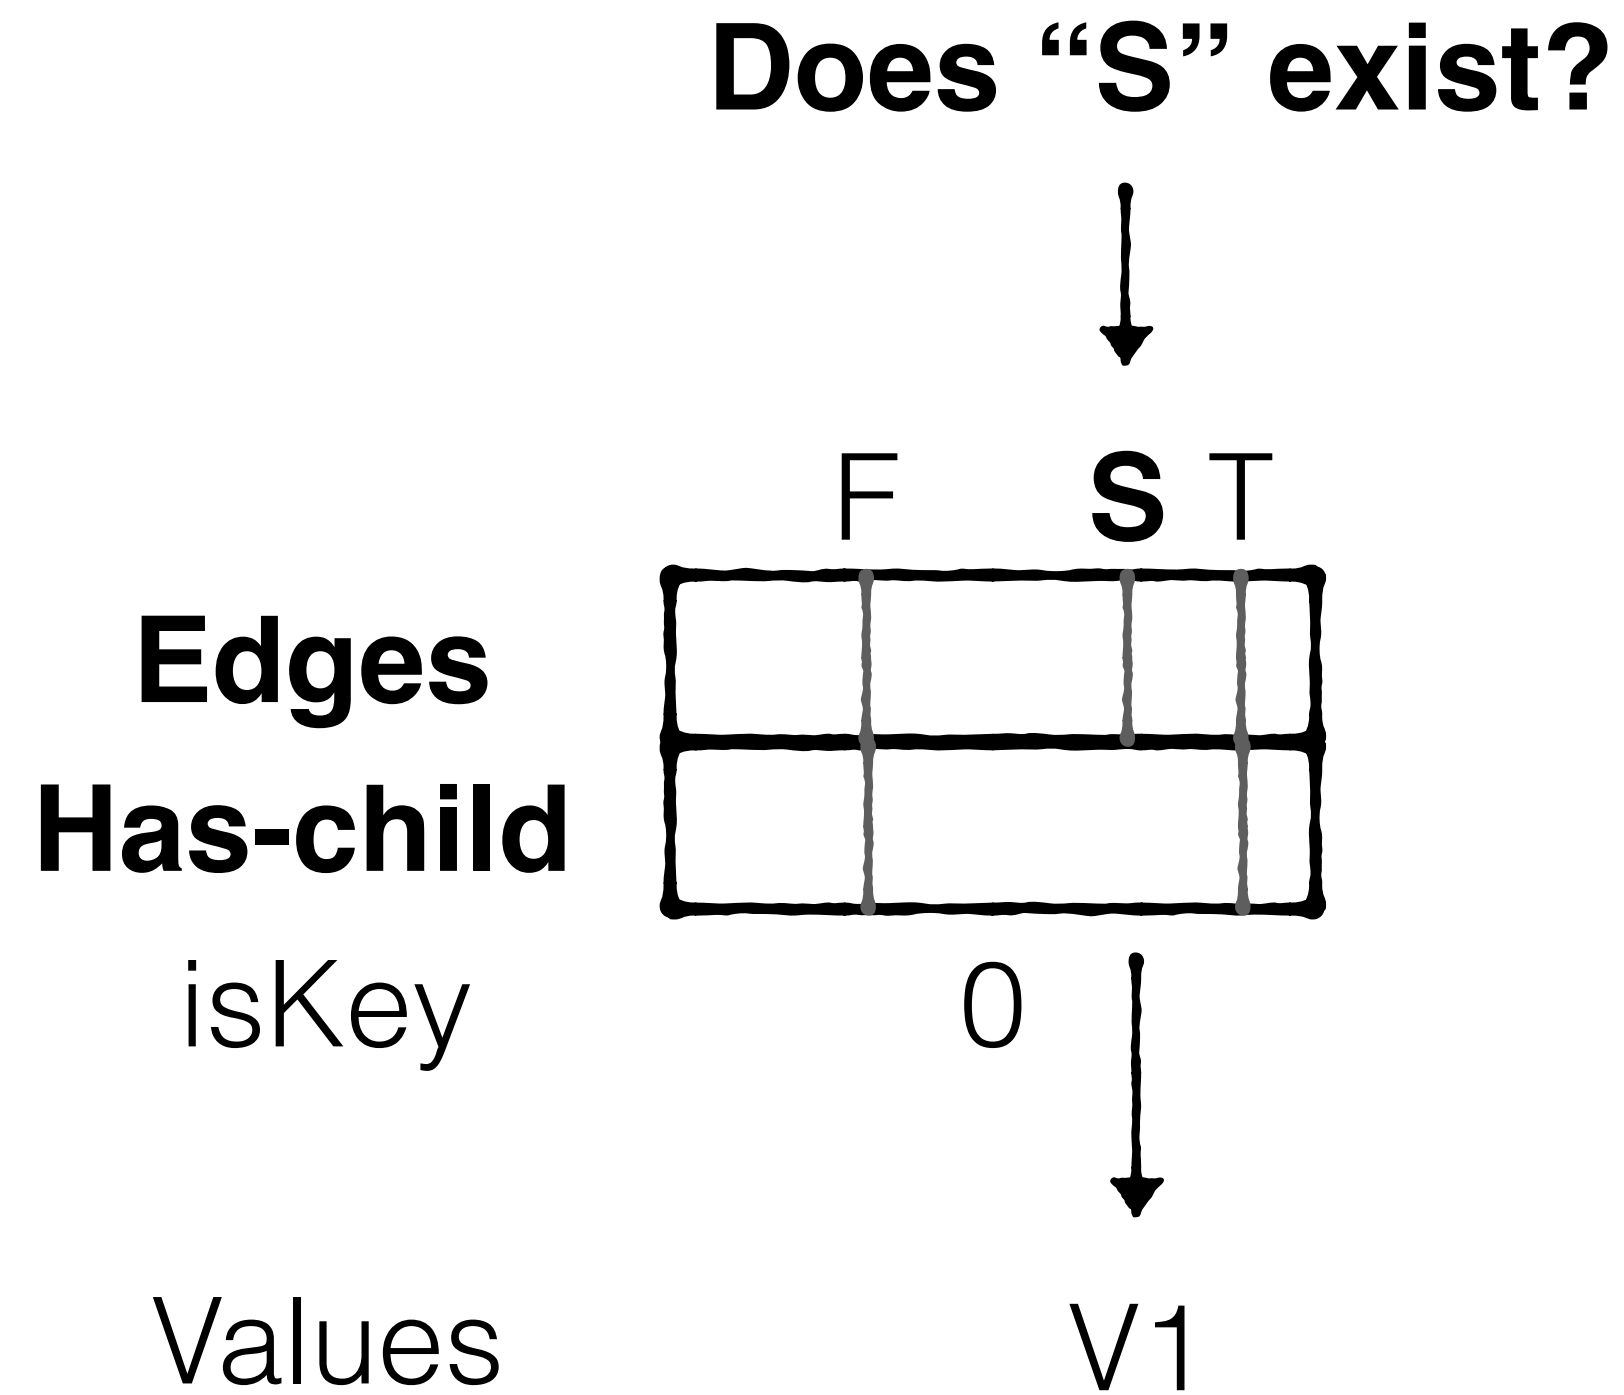 Does “S” exist?
F S T
Edges
Has-child
isKey 0
Values V1